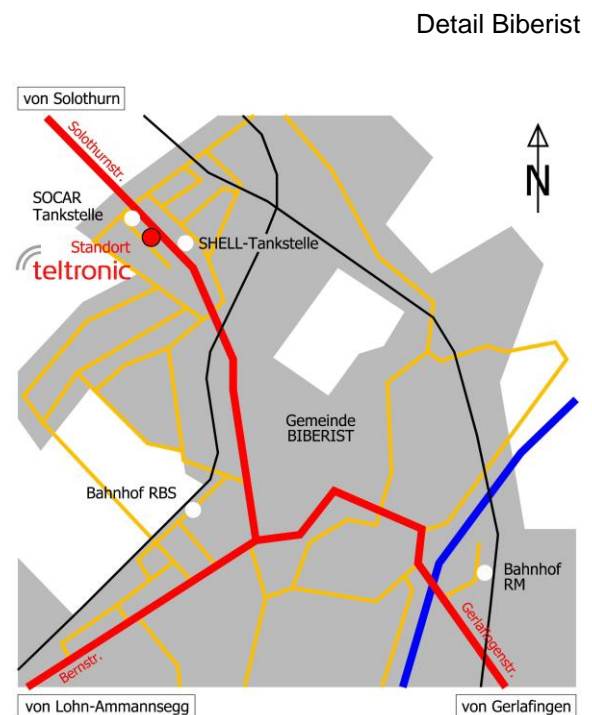 Detail Biberist
von Solothurn
Solothurnstr.
N
SOCAR
Tankstelle
SHELL-Tankstelle
Standort
teltronic
Gemeinde
BIBERIST
Bahnhof RBS
Bahnhof
RM
Gerlafingenstr.
Bernstr.
von Lohn-Ammannsegg
von Gerlafingen